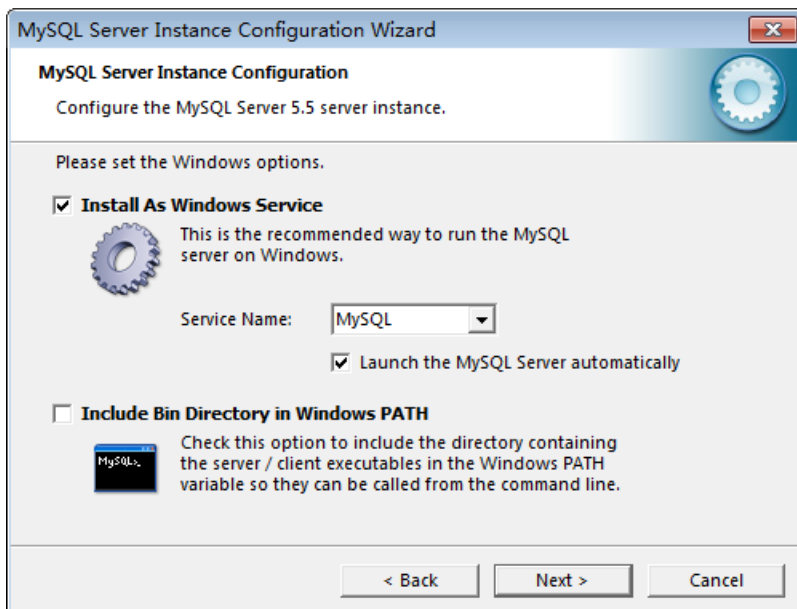 MySQL Server Instance Configuration Wizard
MySQL Server Instance Configuration
Configure the MySQL Server 5.5 server instance.
Please set the Windows options.
Install As Windows Service
This is the recommended way to run the MySQL
server on Windows.
Service Name: MySQL
Launch the MySQL Server automatically
Include Bin Directory in Windows PATH
Check this option to include the directory containing
the server / client executables in the Windows PATH
variable so they can be called from the command line.
MySQL>_
< Back Next > Cancel